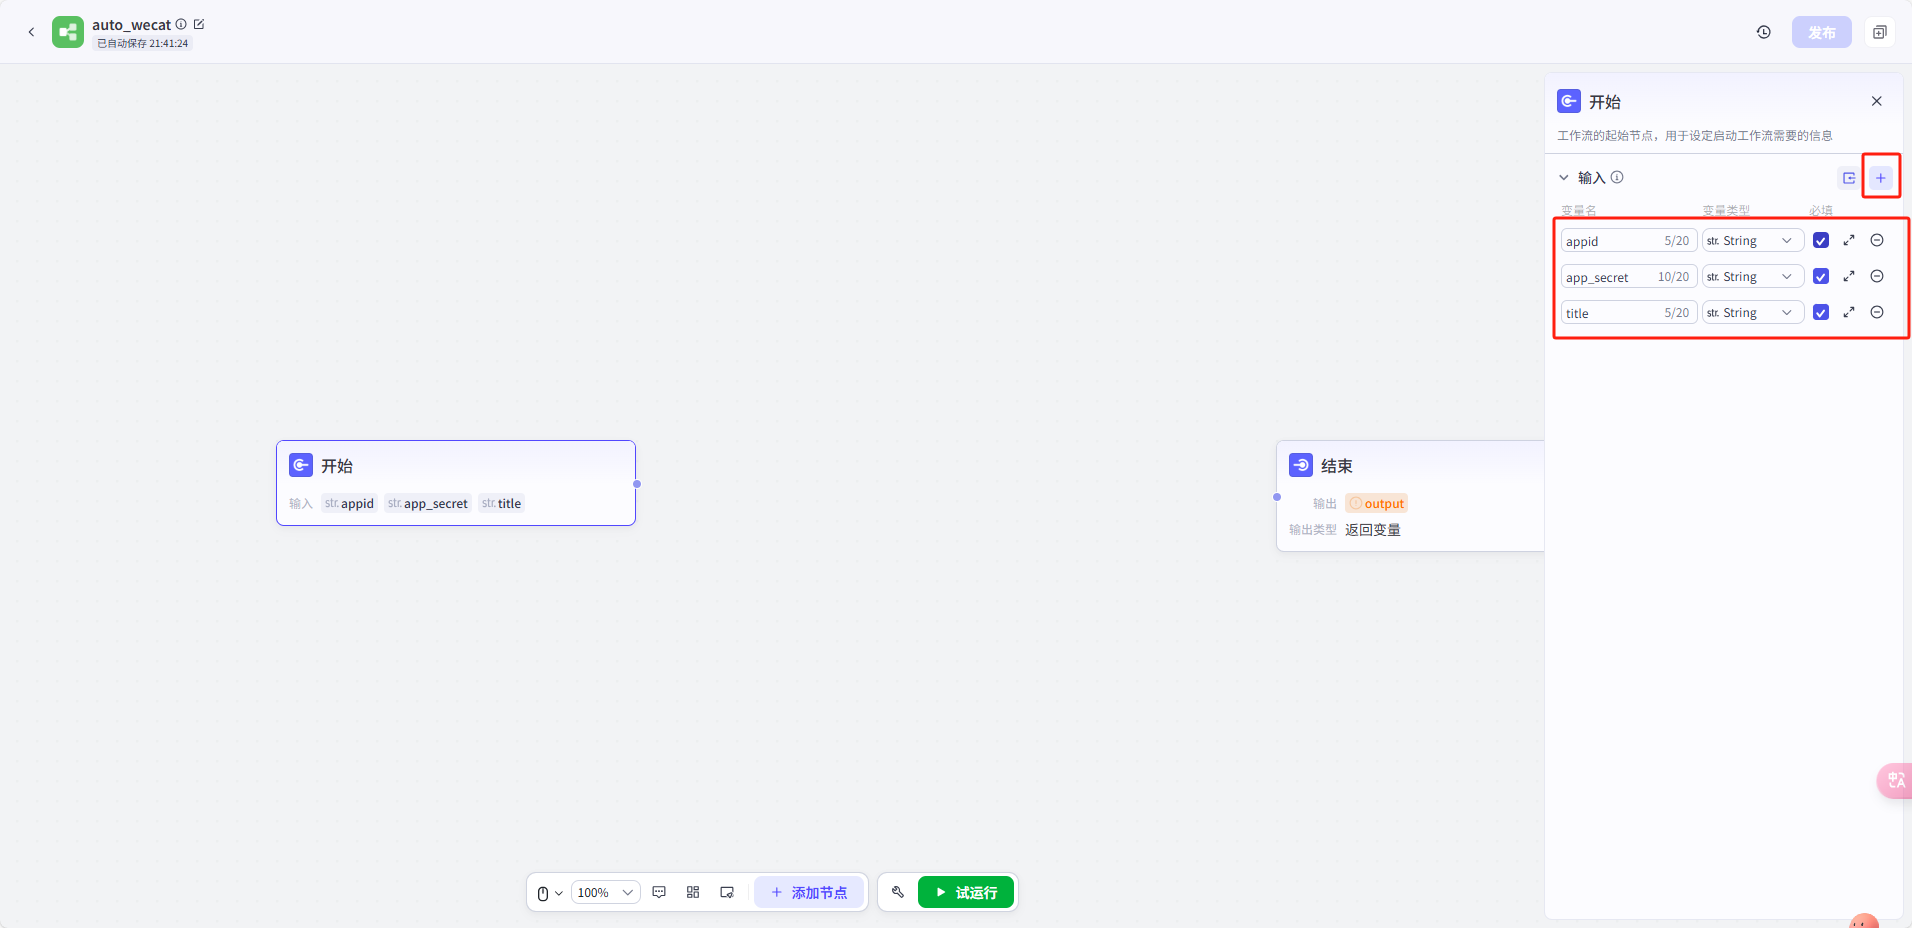 auto_wecat
已自动保存 21:41:24
发布
开始
工作流的起始节点，用于设定启动工作流需要的信息
输入
变量名 变量类型 必填
appid 5/20 str. String
app_secret 10/20 str. String
title 5/20 str. String
开始
输入 str. appid str. app_secret str. title
结束
输出 output
输出类型 返回变量
100%
添加节点
试运行
中A